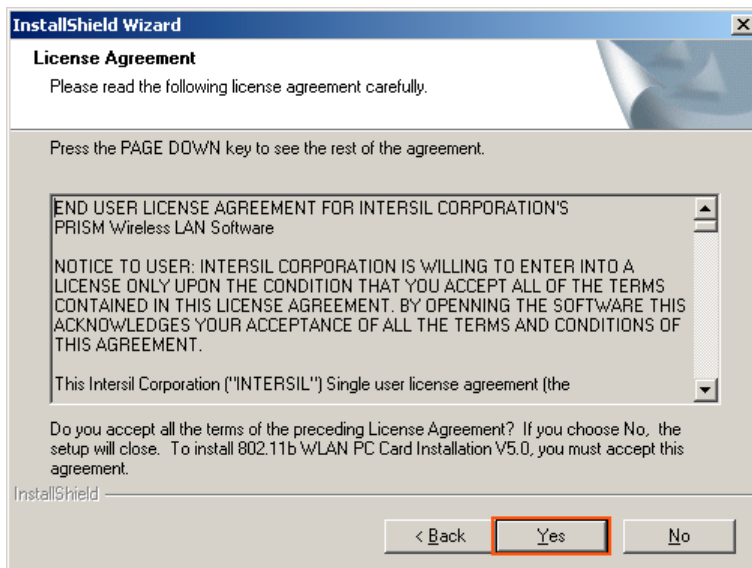 InstallShield Wizard
License Agreement
Please read the following license agreement carefully.
Press the PAGE DOWN key to see the rest of the agreement.
END USER LICENSE AGREEMENT FOR INTERSIL CORPORATION'S
PRISM Wireless LAN Software
NOTICE TO USER: INTERSIL CORPORATION IS WILLING TO ENTER INTO A
LICENSE ONLY UPON THE CONDITION THAT YOU ACCEPT ALL OF THE TERMS
CONTAINED IN THIS LICENSE AGREEMENT. BY OPENNING THE SOFTWARE THIS
ACKNOWLEDGES YOUR ACCEPTANCE OF ALL THE TERMS AND CONDITIONS OF
THIS AGREEMENT.
This Intersil Corporation ("INTERSIL") Single user license agreement (the
Do you accept all the terms of the preceding License Agreement? If you choose No, the
setup will close. To install 802.11b WLAN PC Card Installation V5.0, you must accept this
agreement.
InstallShield
< Back Yes No